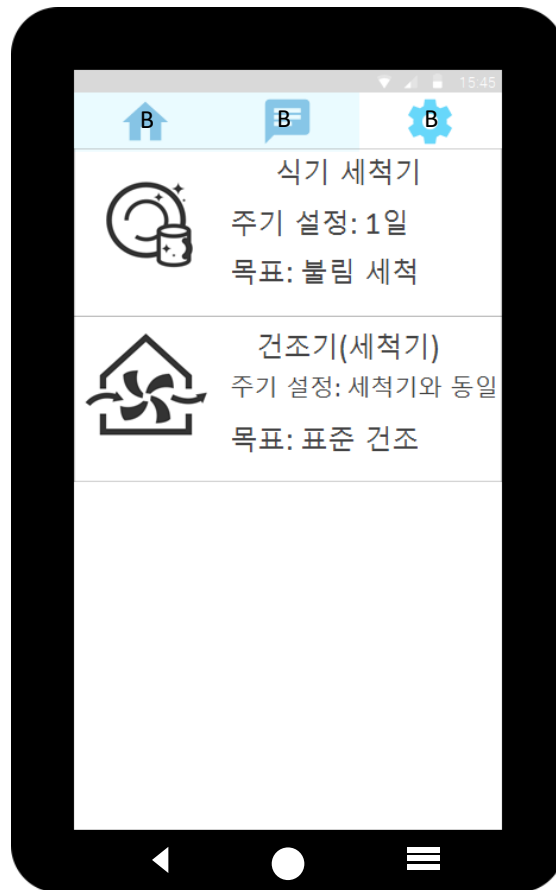 15:45
B B B
식기 세척기
주기 설정: 1일
목표: 불림 세척
건조기(세척기)
주기 설정: 세척기와 동일
목표: 표준 건조